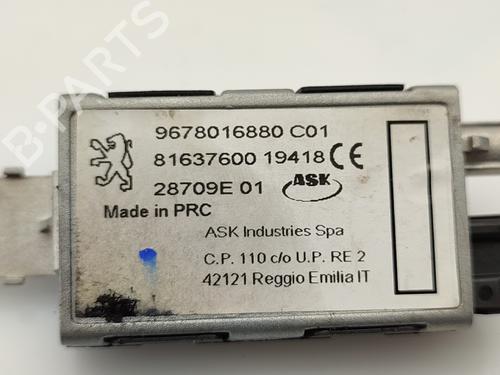 9678016880 C01
81637600 19418 CE
28709E 01 ASK
Made in PRC
ASK Industries Spa
C.P. 110 c/o U.P. RE 2
42121 Reggio Emilia IT
B-PARTS